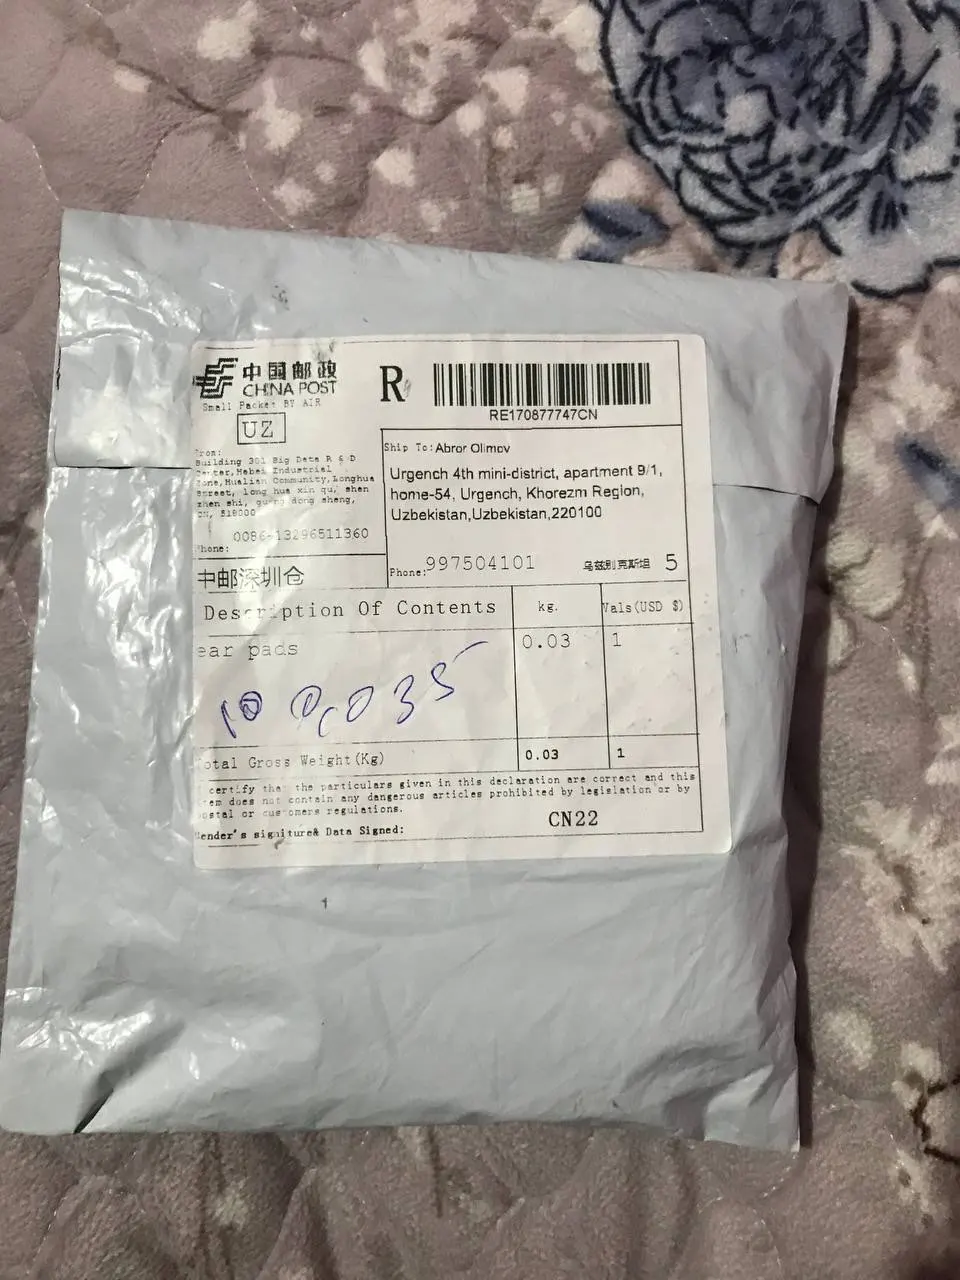 中国邮政
CHINA POST
Small Packet BY AIR
UZ
R
RE170877747CN
From:
Building 301 Big Data R & D
Center, Hebei Industrial
Zone, Hualian Community, Longhua
Street, long hua xin qu, shen
zhen shi, guang dong sheng,
CN, 518000
0086-13296511360
Phone:
中邮深圳仓
Ship To: Abror Olimov
Urgench 4th mini-district, apartment 9/1,
home-54, Urgench, Khorezm Region,
Uzbekistan,Uzbekistan,220100
Phone:997504101 乌兹别克斯坦 5
Description Of Contents kg. Vals(USD $)
ear pads 0.03 1
Total Gross Weight(Kg) 0.03 1
certify that the particulars given in this declaration are correct and this
item does not contain any dangerous articles prohibited by legislation or by
postal or customers regulations.
Sender's signiture& Data Signed: CN22
1